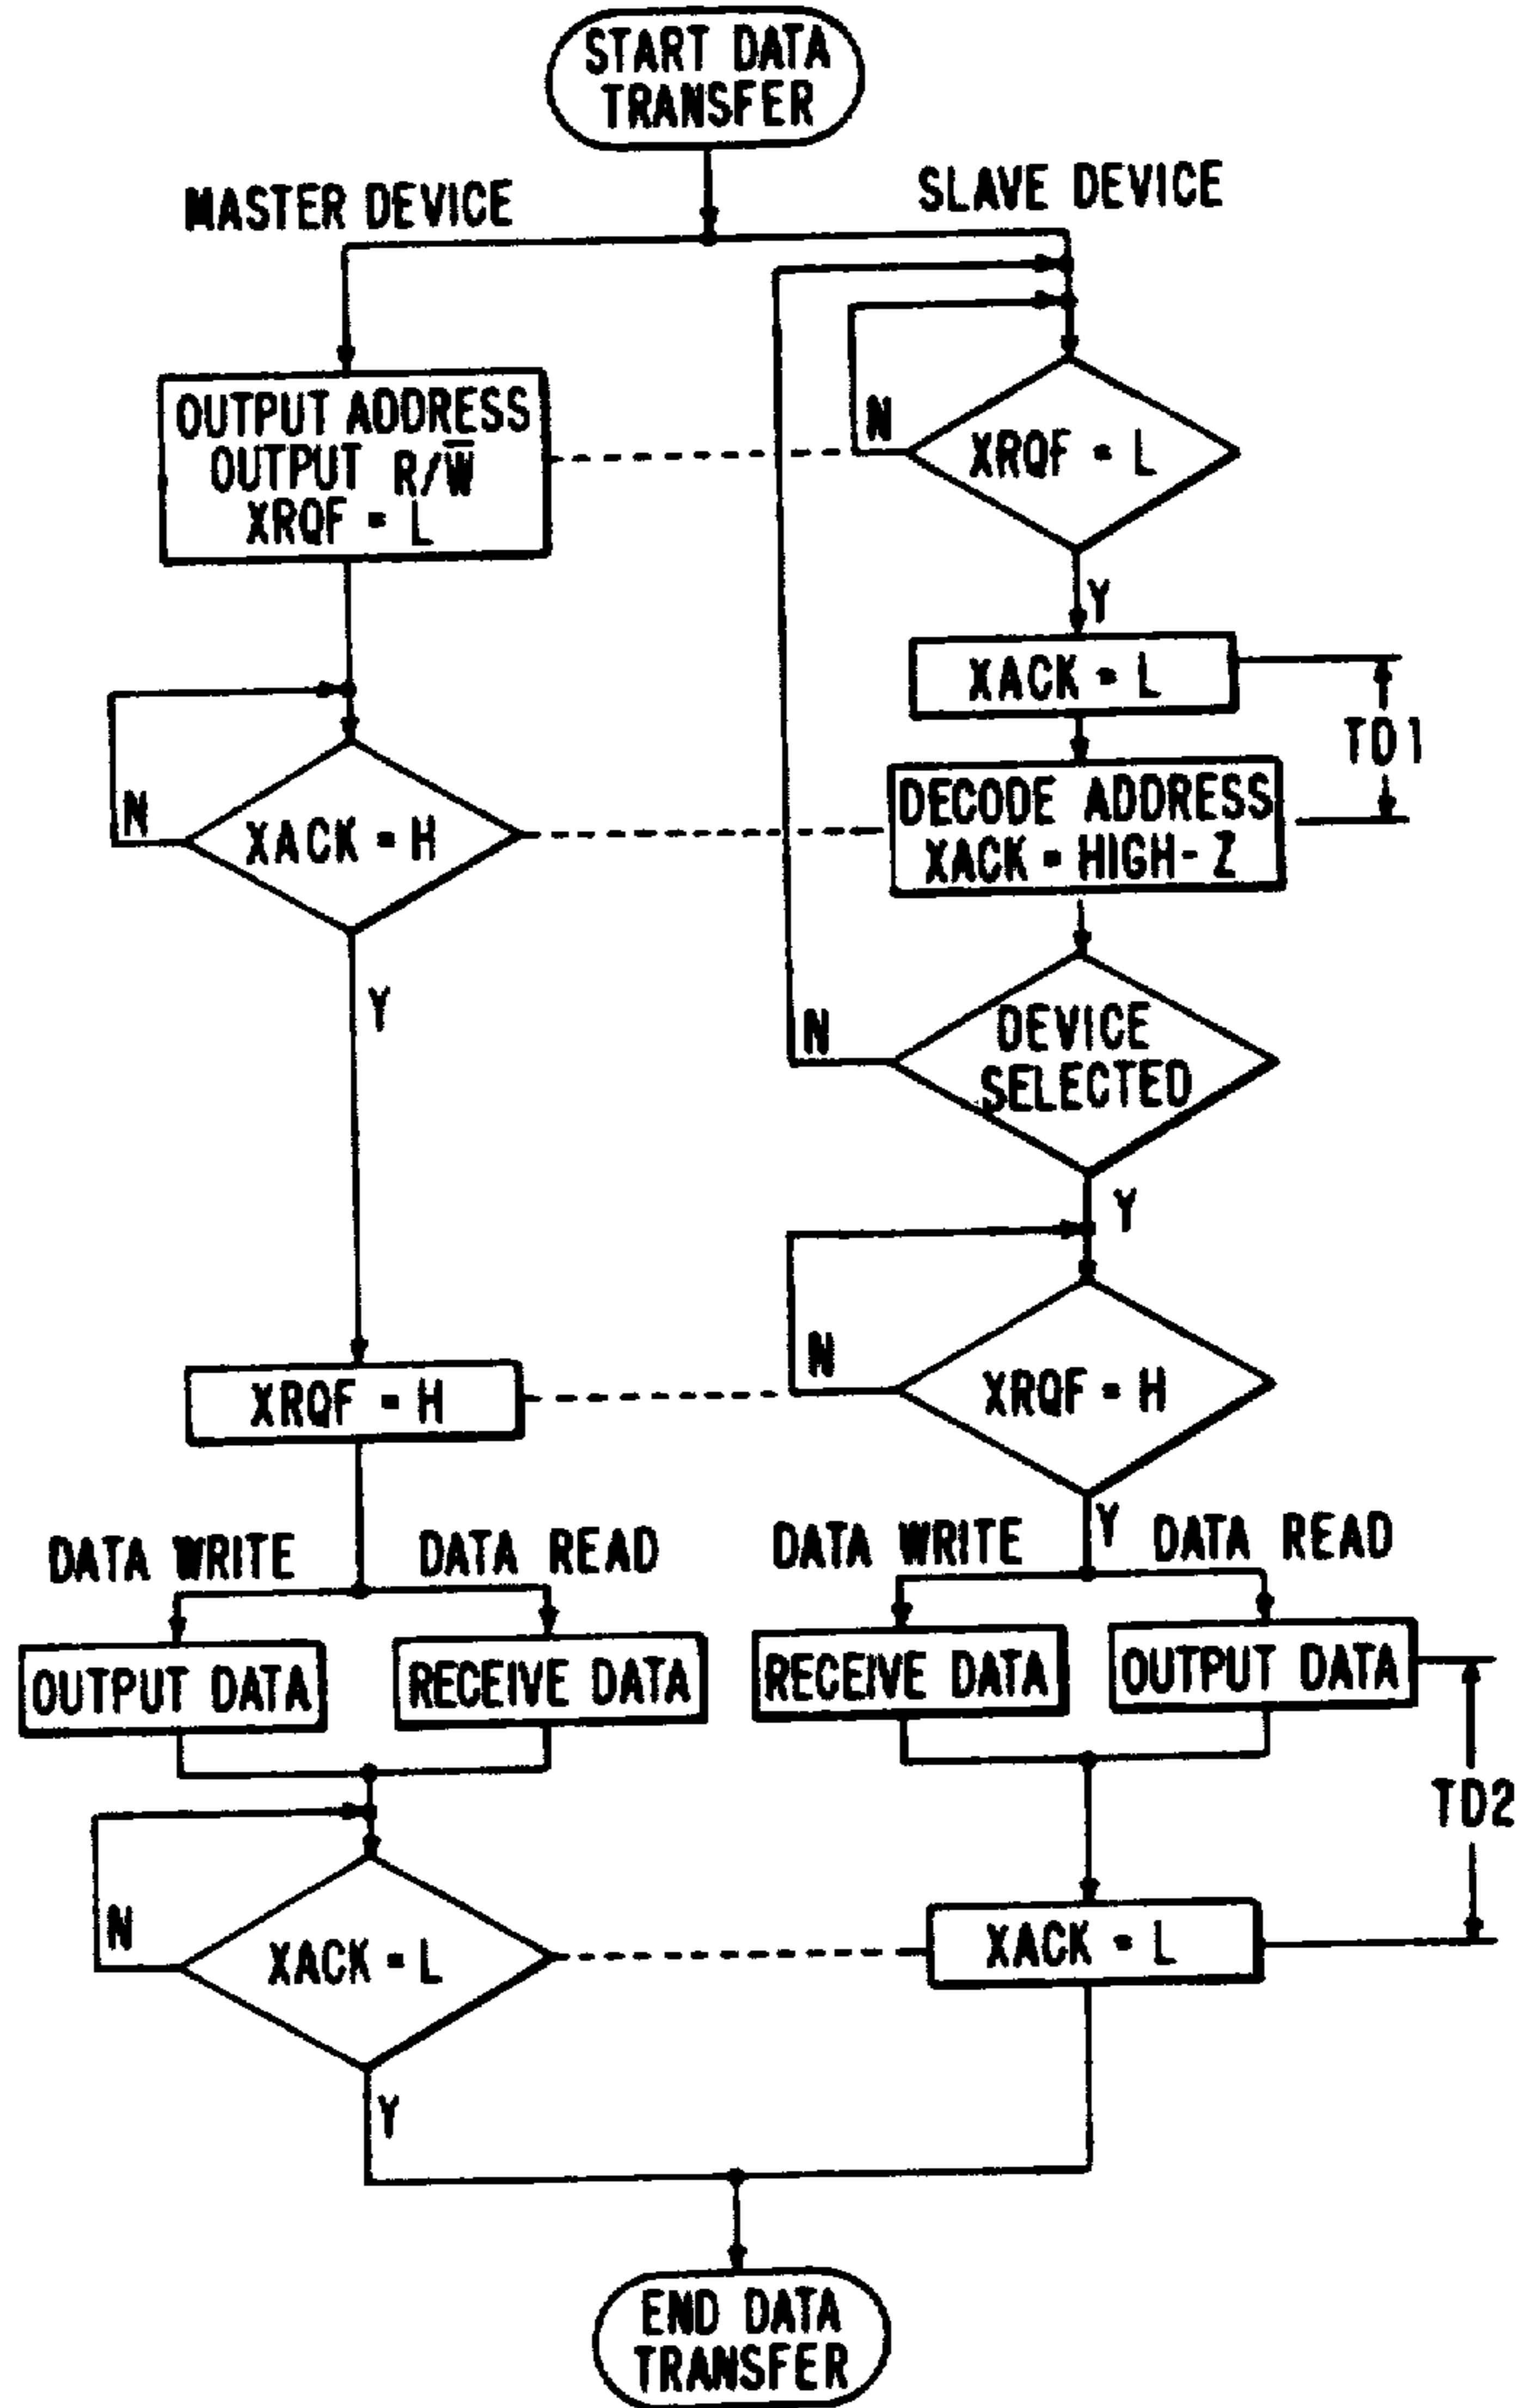 START DATA
TRANSFER
MASTER DEVICE
SLAVE DEVICE
OUTPUT ADDRESS
OUTPUT R/W̅
XRQF = L
N
XRQF = L
Y
XACK = L
TD1
N
XACK = H
DECODE ADDRESS
XACK = HIGH-Z
Y
N
DEVICE
SELECTED
Y
N
XRQF = H
XRQF = H
Y
DATA WRITE
DATA READ
DATA WRITE
DATA READ
OUTPUT DATA
RECEIVE DATA
RECEIVE DATA
OUTPUT DATA
TD2
N
XACK = L
XACK = L
Y
END DATA
TRANSFER